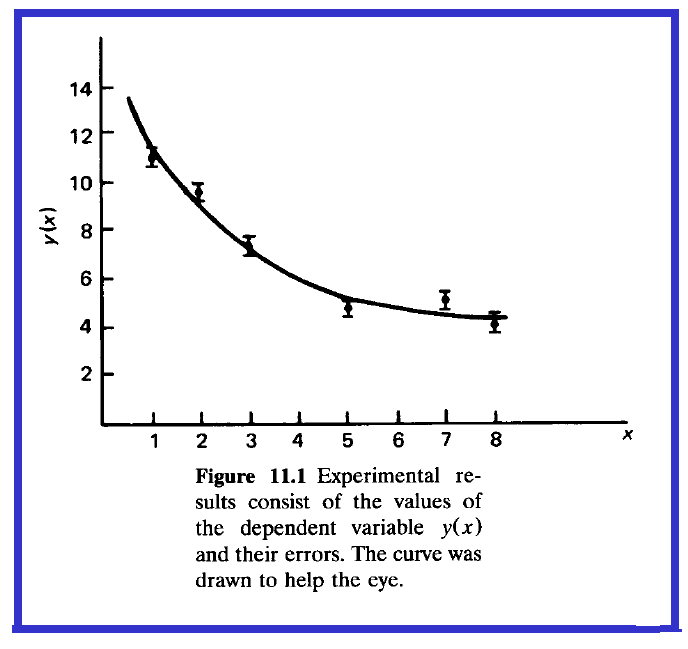 14
12
10
8
6
4
2
y(x)
1 2 3 4 5 6 7 8 x
Figure 11.1 Experimental re-
sults consist of the values of
the dependent variable y(x)
and their errors. The curve was
drawn to help the eye.